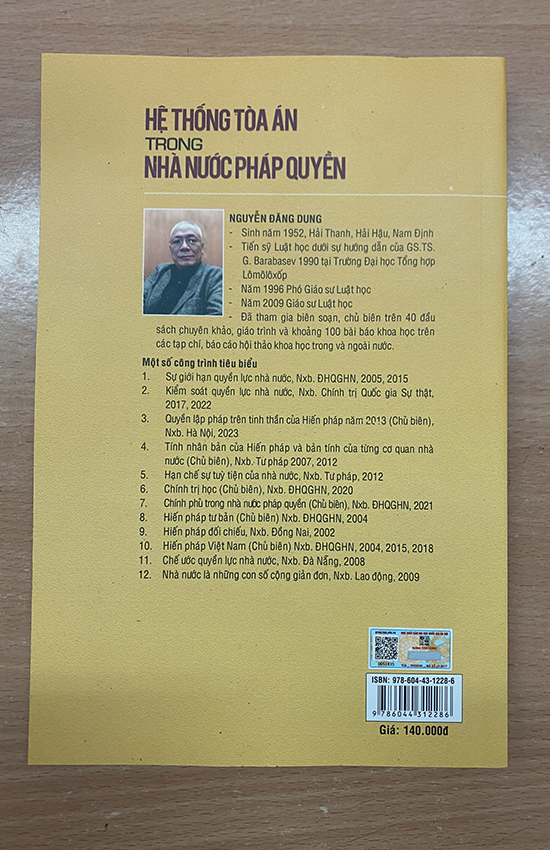 HỆ THỐNG TÒA ÁN
TRONG
NHÀ NƯỚC PHÁP QUYỀN
NGUYỄN ĐĂNG DUNG
- Sinh năm 1952, Hải Thanh, Hải Hậu, Nam Định
- Tiến sỹ Luật học dưới sự hướng dẫn của GS.TS.
G. Barabasev 1990 tại Trường Đại học Tổng hợp
Lômôlôxốp
- Năm 1996 Phó Giáo sư Luật học
- Năm 2009 Giáo sư Luật học
- Đã tham gia biên soạn, chủ biên trên 40 đầu
sách chuyên khảo, giáo trình và khoảng 100 bài báo khoa học trên
các tạp chí, báo cáo hội thảo khoa học trong và ngoài nước.
Một số công trình tiêu biểu
1. Sự giới hạn quyền lực nhà nước, Nxb. ĐHQGHN, 2005, 2015
2. Kiểm soát quyền lực nhà nước, Nxb. Chính trị Quốc gia Sự thật,
2017, 2022
3. Quyền lập pháp trên tinh thần của Hiến pháp năm 2013 (Chủ biên),
Nxb. Hà Nội, 2023
4. Tính nhân bản của Hiến pháp và bản tính của từng cơ quan nhà
nước (Chủ biên), Nxb. Tư pháp 2007, 2012
5. Hạn chế sự tuỳ tiện của nhà nước, Nxb. Tư pháp, 2012
6. Chính trị học (Chủ biên), Nxb. ĐHQGHN, 2020
7. Chính phủ trong nhà nước pháp quyền (Chủ biên), Nxb. ĐHQGHN, 2021
8. Hiến pháp tư bản (Chủ biên) Nxb. ĐHQGHN, 2004
9. Hiến pháp đối chiếu, Nxb. Đồng Nai, 2002
10. Hiến pháp Việt Nam (Chủ biên) Nxb. ĐHQGHN, 2004, 2015, 2018
11. Chế ước quyền lực nhà nước, Nxb. Đà Nẵng, 2008
12. Nhà nước là những con số cộng giản đơn, Nxb. Lao động, 2009
ISBN: 978-604-43-1228-6
9 786044 312286
Giá: 140.000đ